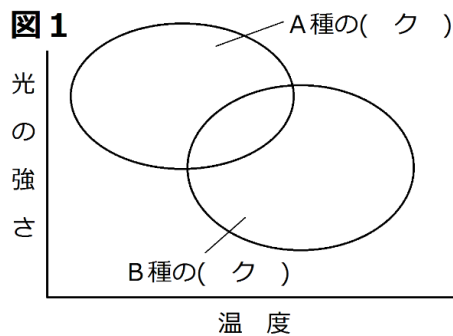 図1
A種の( ク )
光の強さ
B種の( ク )
温 度